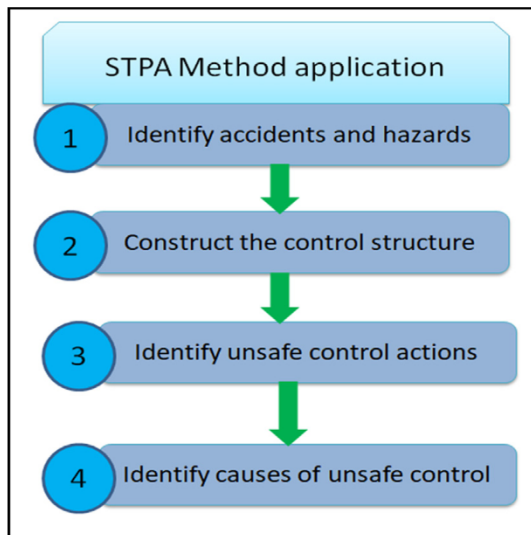 STPA Method application
1 Identify accidents and hazards
2 Construct the control structure
3 Identify unsafe control actions
4 Identify causes of unsafe control